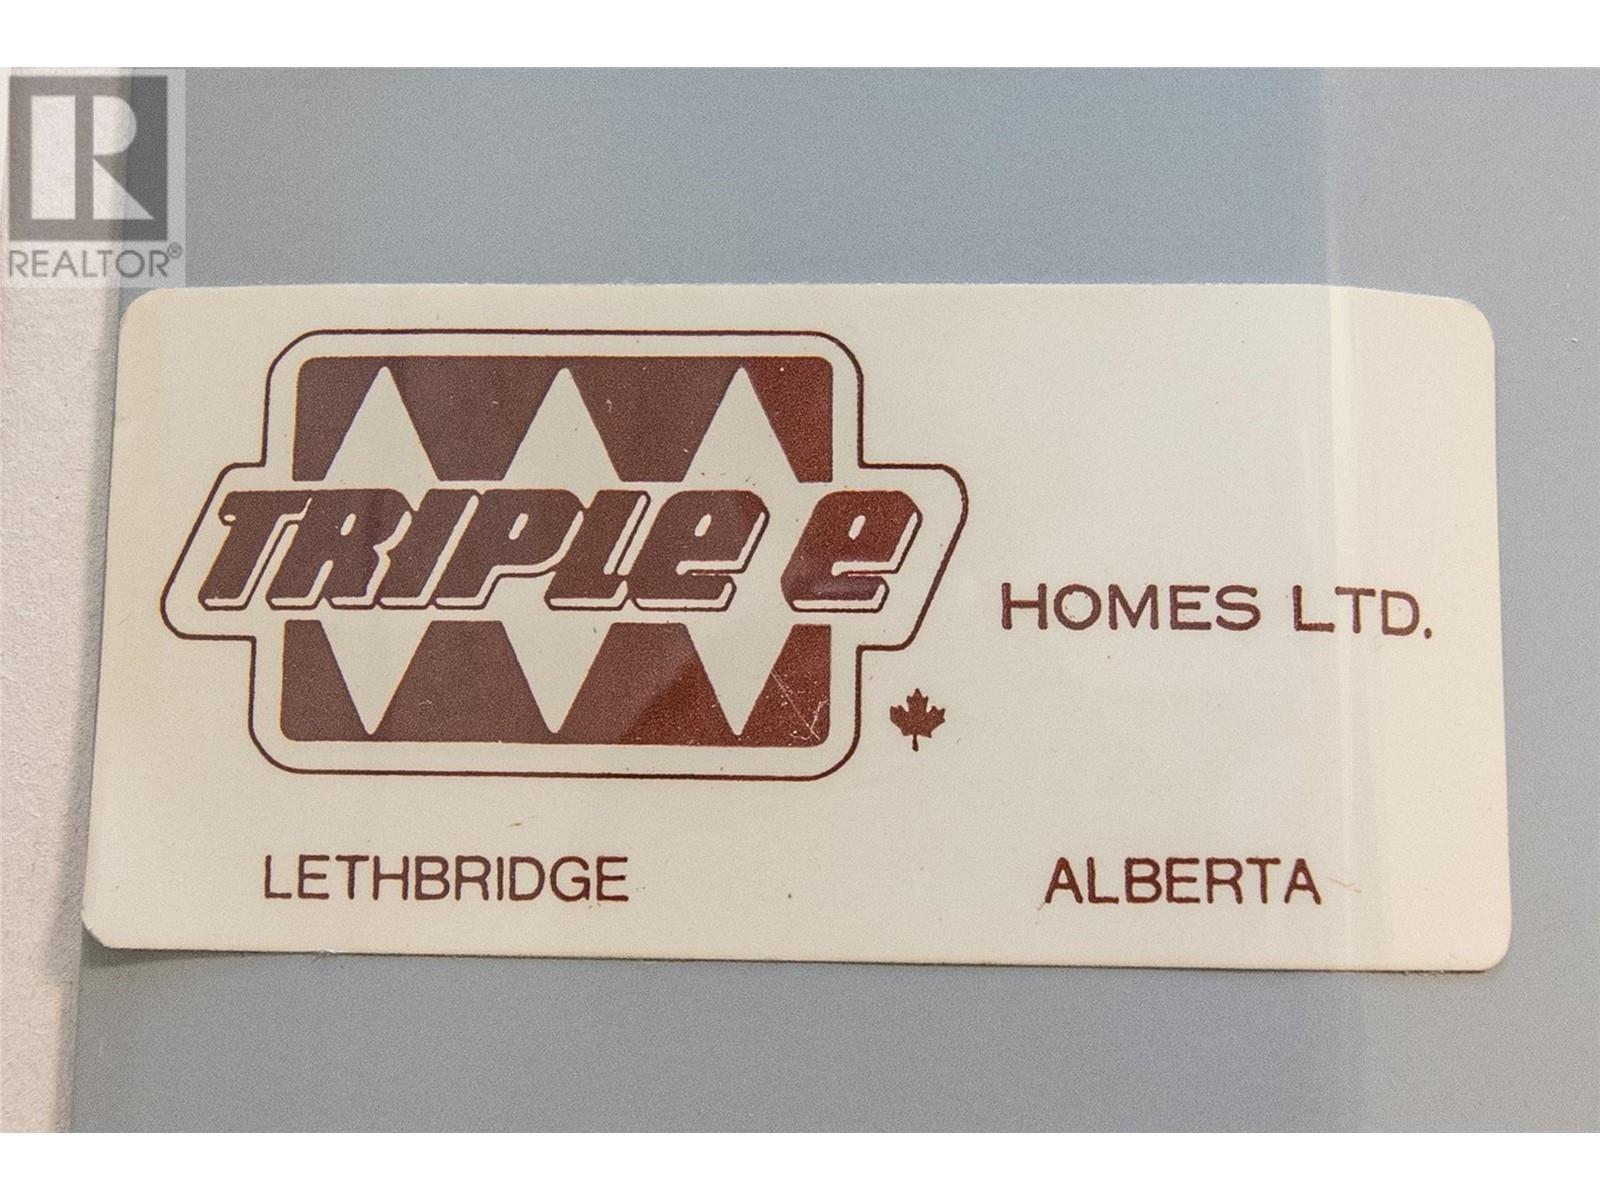 R
REALTOR®
TRIPLE e
HOMES LTD.
LETHBRIDGE ALBERTA